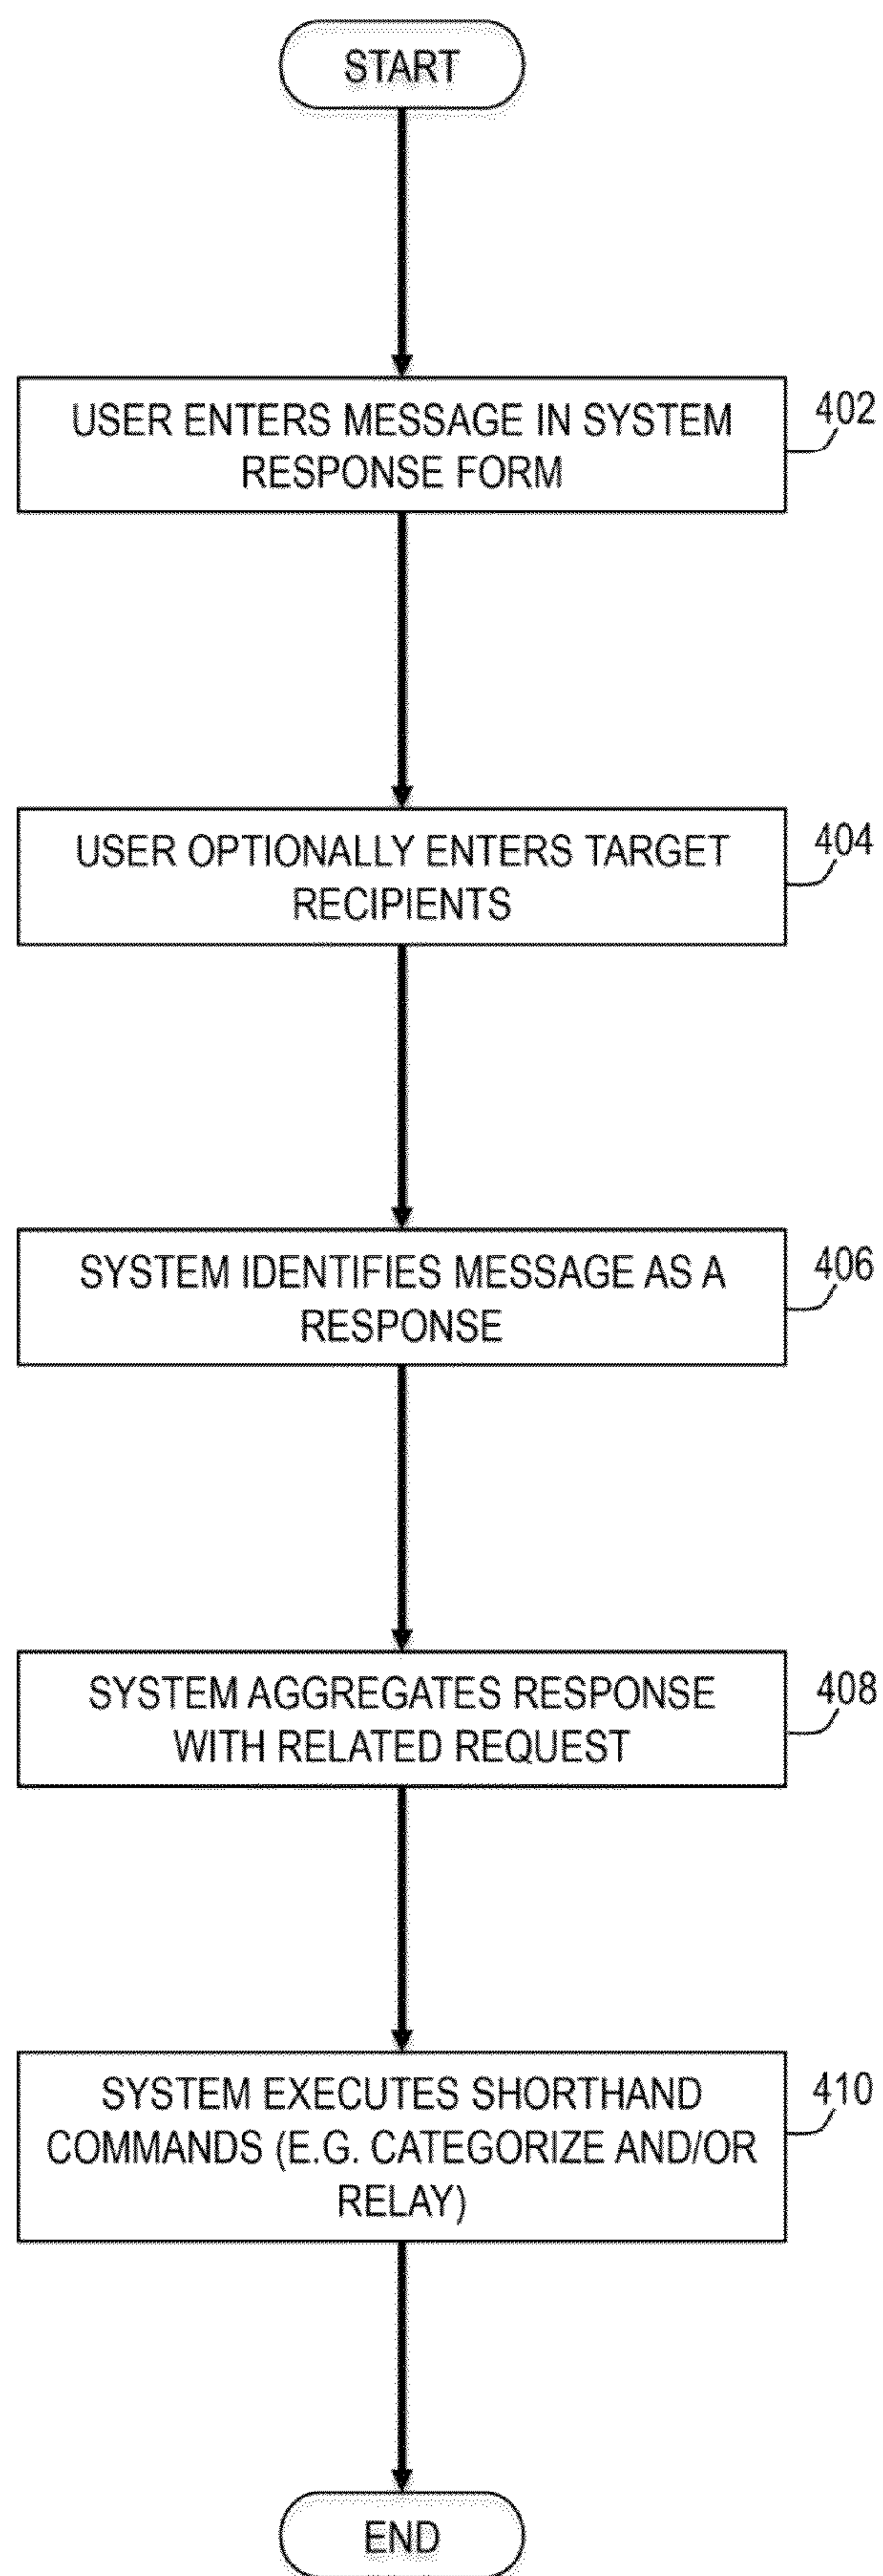 START
USER ENTERS MESSAGE IN SYSTEM
RESPONSE FORM
402
USER OPTIONALLY ENTERS TARGET
RECIPIENTS
404
SYSTEM IDENTIFIES MESSAGE AS A
RESPONSE
406
SYSTEM AGGREGATES RESPONSE
WITH RELATED REQUEST
408
SYSTEM EXECUTES SHORTHAND
COMMANDS (E.G. CATEGORIZE AND/OR
RELAY)
410
END